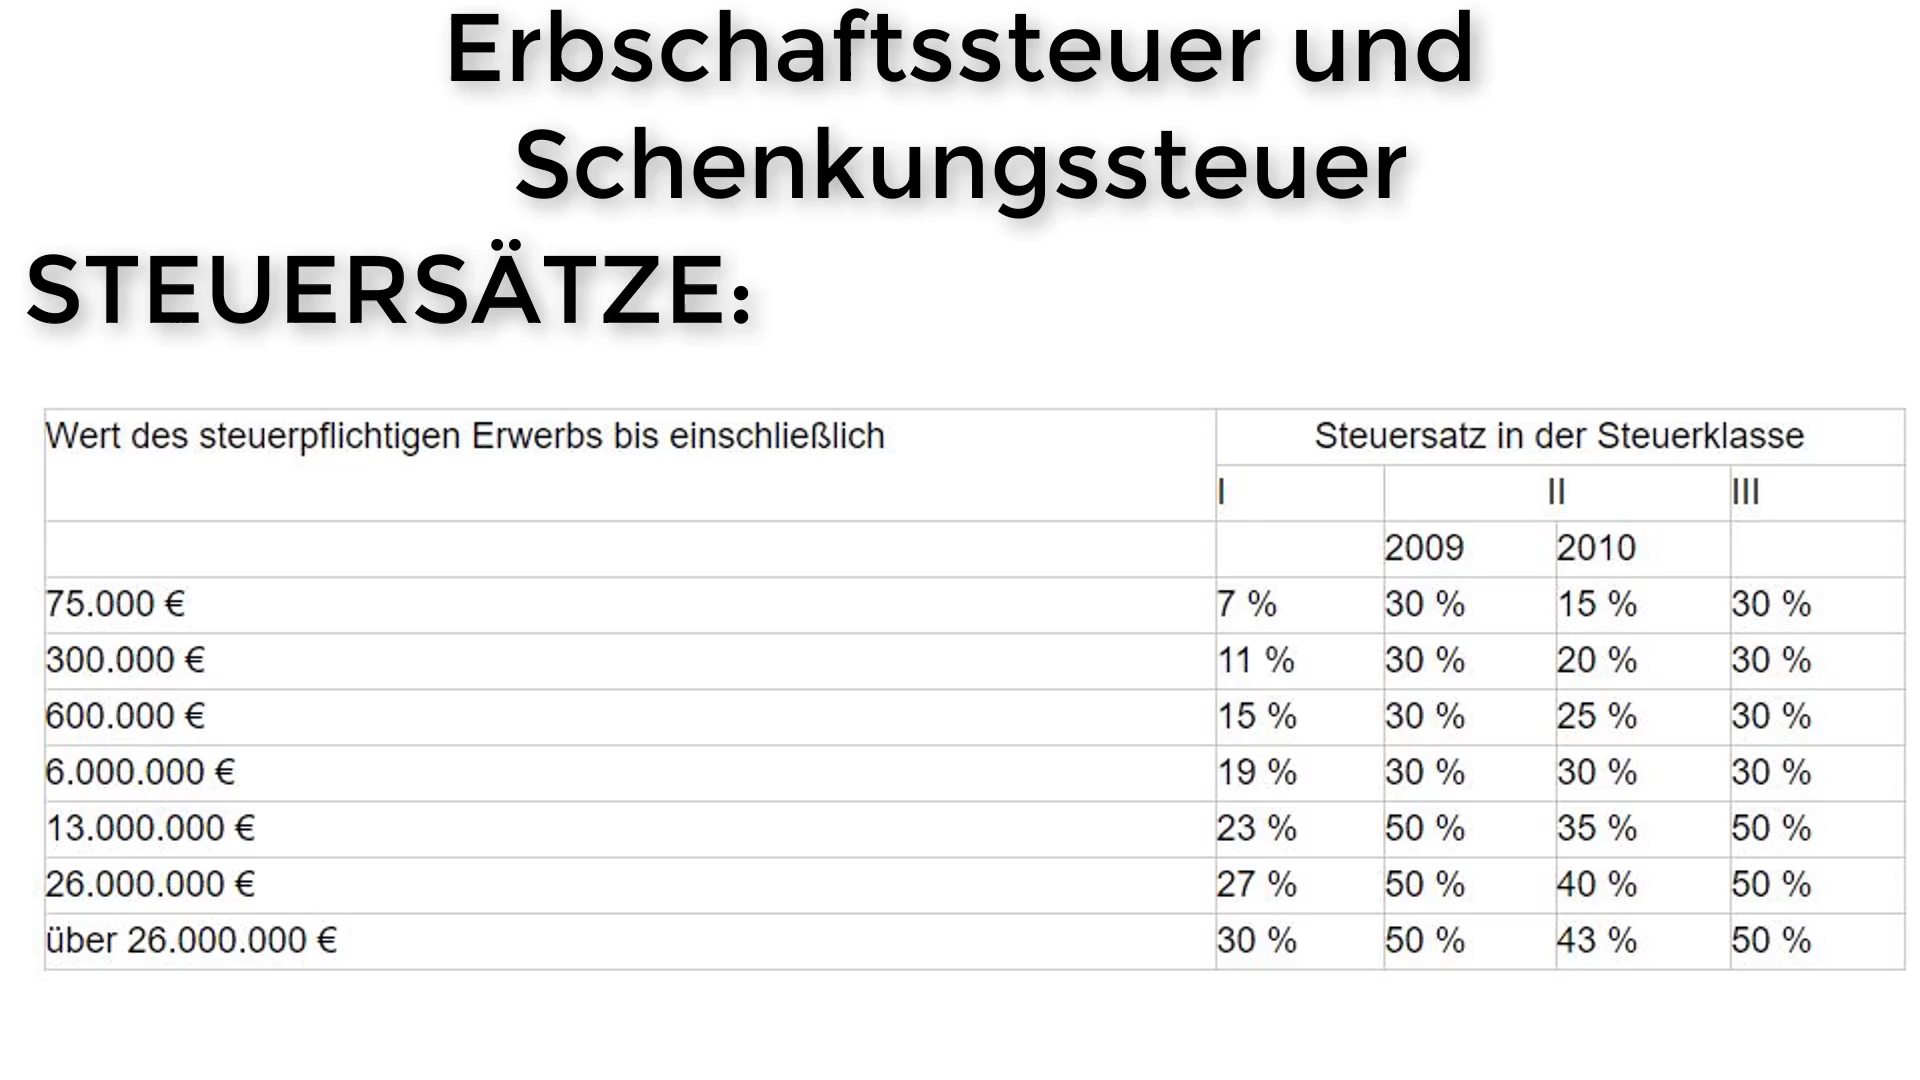 Erbschaftssteuer und
Schenkungssteuer
STEUERSÄTZE:
Wert des steuerpflichtigen Erwerbs bis einschließlich Steuersatz in der Steuerklasse
I II III
2009 2010
75.000 € 7 % 30 % 15 % 30 %
300.000 € 11 % 30 % 20 % 30 %
600.000 € 15 % 30 % 25 % 30 %
6.000.000 € 19 % 30 % 30 % 30 %
13.000.000 € 23 % 50 % 35 % 50 %
26.000.000 € 27 % 50 % 40 % 50 %
über 26.000.000 € 30 % 50 % 43 % 50 %